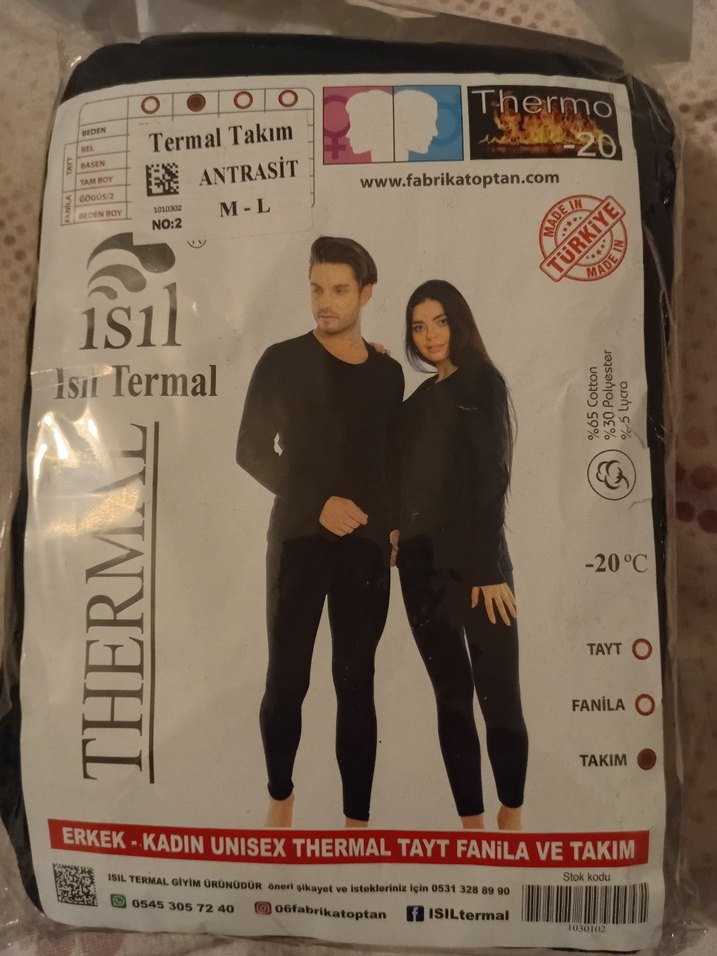 BEDEN
BEL
BASEN
TAM BOY
GÖĞÜS/2
BEDEN BOY
TAYT
FANİLA
Termal Takım
ANTRASİT
M - L
1010302
NO:2
Thermo
-20
www.fabrikatoptan.com
MADE IN
TÜRKİYE
MADE IN
ısıl
®
Isıl Termal
THERMAL
%65 Cotton
%30 Polyester
%5 Lycra
-20 °C
TAYT
FANİLA
TAKIM
ERKEK - KADIN UNISEX THERMAL TAYT FANİLA VE TAKIM
ISIL TERMAL GİYİM ÜRÜNÜDÜR öneri şikayet ve istekleriniz için 0531 328 89 90
0545 305 72 40 06fabrikatoptan ISILtermal
Stok kodu
1030102